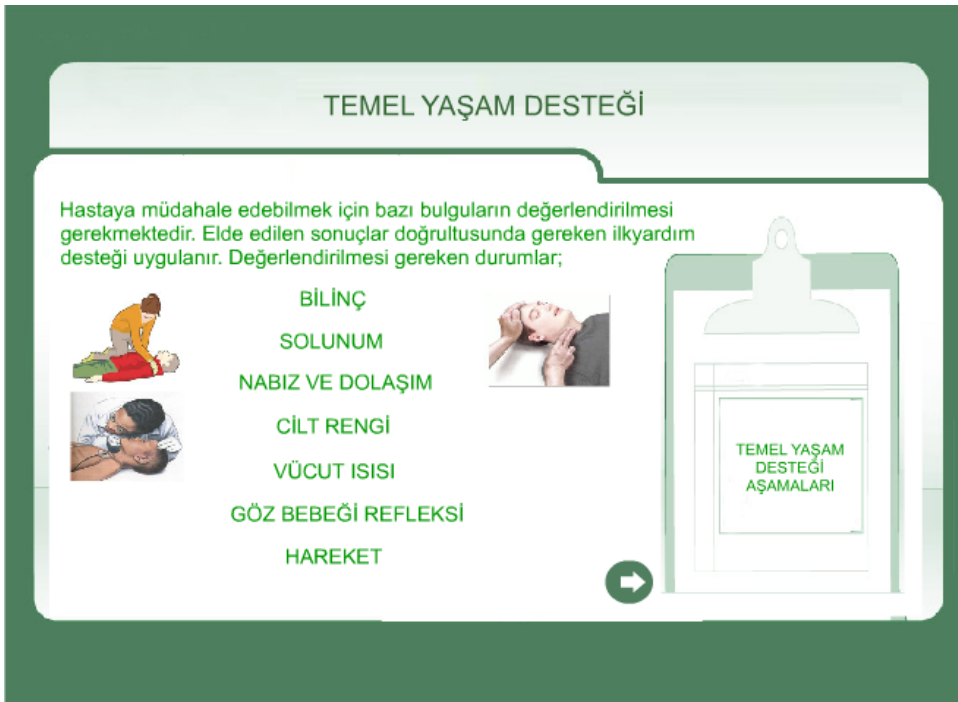 TEMEL YAŞAM DESTEĞİ
Hastaya müdahale edebilmek için bazı bulguların değerlendirilmesi
gerekmektedir. Elde edilen sonuçlar doğrultusunda gereken ilkyardım
desteği uygulanır. Değerlendirilmesi gereken durumlar;
BİLİNÇ
SOLUNUM
NABIZ VE DOLAŞIM
CİLT RENGİ
VÜCUT ISISI
GÖZ BEBEĞİ REFLEKSİ
HAREKET
TEMEL YAŞAM
DESTEĞİ
AŞAMALARI